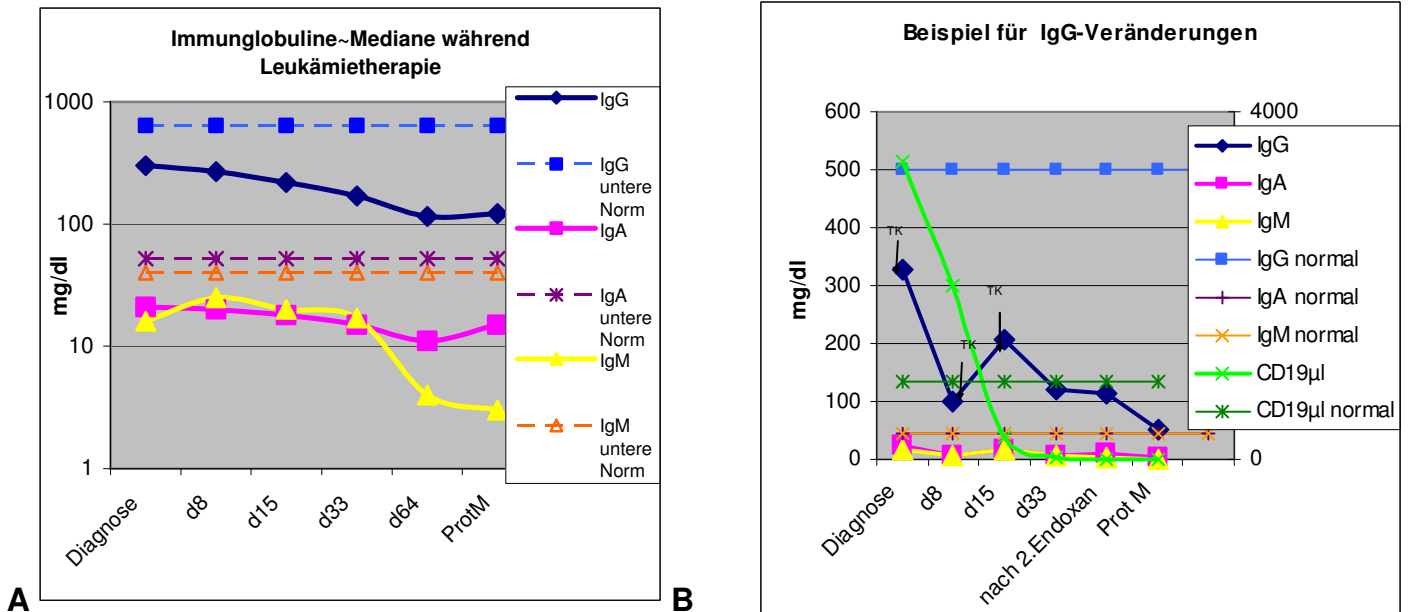 Immunglobuline~Mediane während
Leukämietherapie
1000
100
10
1
mg/dl
Diagnose
d8
d15
d33
d64
ProtM
IgG
IgG
untere
Norm
IgA
IgA
untere
Norm
IgM
IgM
untere
Norm
A
Beispiel für IgG-Veränderungen
600
500
400
300
200
100
0
mg/dl
4000
0
TK
TK
TK
Diagnose
d8
d15
d33
nach 2.Endoxan
Prot M
IgG
IgA
IgM
IgG normal
IgA normal
IgM normal
CD19µl
CD19µl normal
B